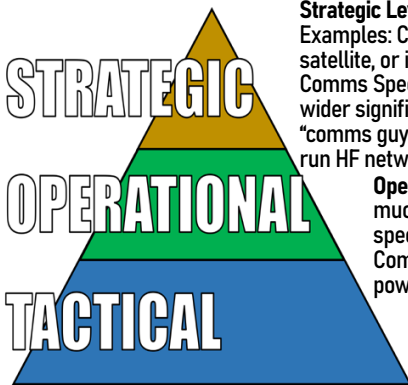 STRATEGIC
OPERATIONAL
TACTICAL
Strategic Le
Examples: C
satellite, or i
Comms Spe
wider signifi
“comms guy
run HF netw
Ope
muc
spec
Com
pow